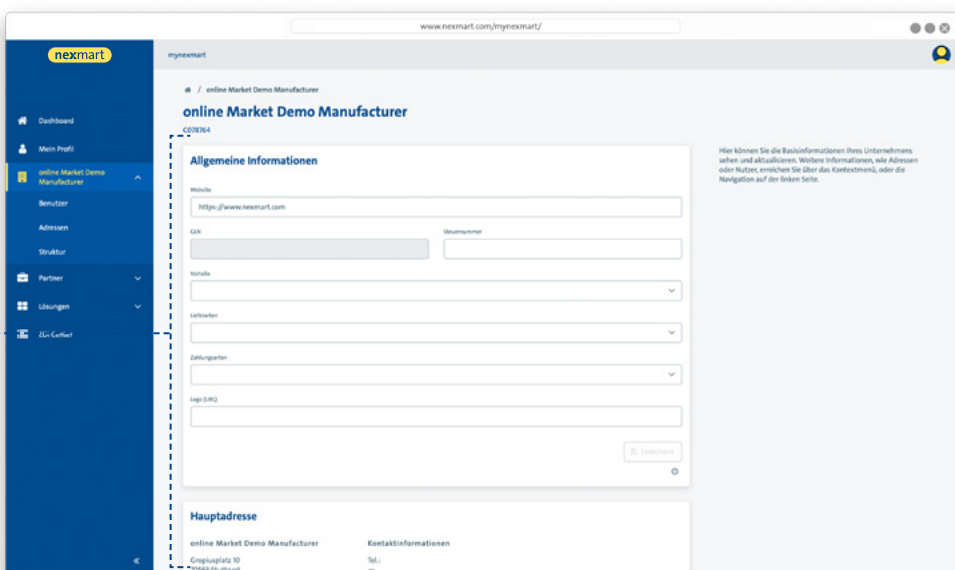 www.nexmart.com/mynexmart/
nexmart
mynexmart
/ online Market Demo Manufacturer
online Market Demo Manufacturer
C078764
Dashboard
Mein Profil
online Market Demo
Manufacturer
Benutzer
Adressen
Struktur
Partner
Lösungen
Allgemeine Informationen
Website
https://www.nexmart.com
GLN
Steuernummer
Vorteile
Lieferarten
Zahlungsarten
Logo (URL)
Speichern
Hier können Sie die Basisinformationen Ihres Unternehmens
sehen und aktualisieren. Weitere Informationen, wie Adressen
oder Nutzer, erreichen Sie über das Kontextmenü, oder die
Navigation auf der linken Seite.
Hauptadresse
online Market Demo Manufacturer
Kontaktinformationen
Gropiusplatz 10
Tel.: